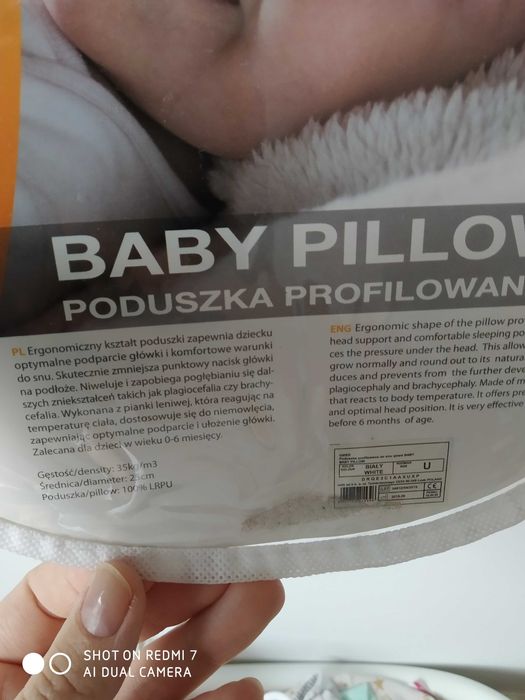 BABY PILLOW
PODUSZKA PROFILOWAN
PL Ergonomiczny kształt poduszki zapewnia dziecku
optymalne podparcie główki i komfortowe warunki
do snu. Skutecznie zmniejsza punktowy nacisk główki
na podłoże. Niweluje i zapobiega pogłębianiu się dal-
szych zniekształceń takich jak plagiocefalia czy brachy-
cefalia. Wykonana z pianki leniwej, która reagując na
temperaturę ciała, dostosowuje się do niemowlęcia,
zapewniając optymalne podparcie i ułożenie główki.
Zalecana dla dzieci w wieku 0-6 miesięcy.
Gęstość/density: 35kg/m3
Średnica/diameter: 25cm
Poduszka/pillow: 100% LRPU
ENG Ergonomic shape of the pillow pro
head support and comfortable sleeping po
ces the pressure under the head. This allow
grow normally and round out to its natura
duces and prevents from the further deve
plagiocephaly and brachycephaly. Made of m
that reacts to body temperature. It offers pre
and optimal head position. It is very effective
before 6 months of age.
BABY PILLOW
BIAŁY
WHITE
U
CE
SHOT ON REDMI 7
AI DUAL CAMERA